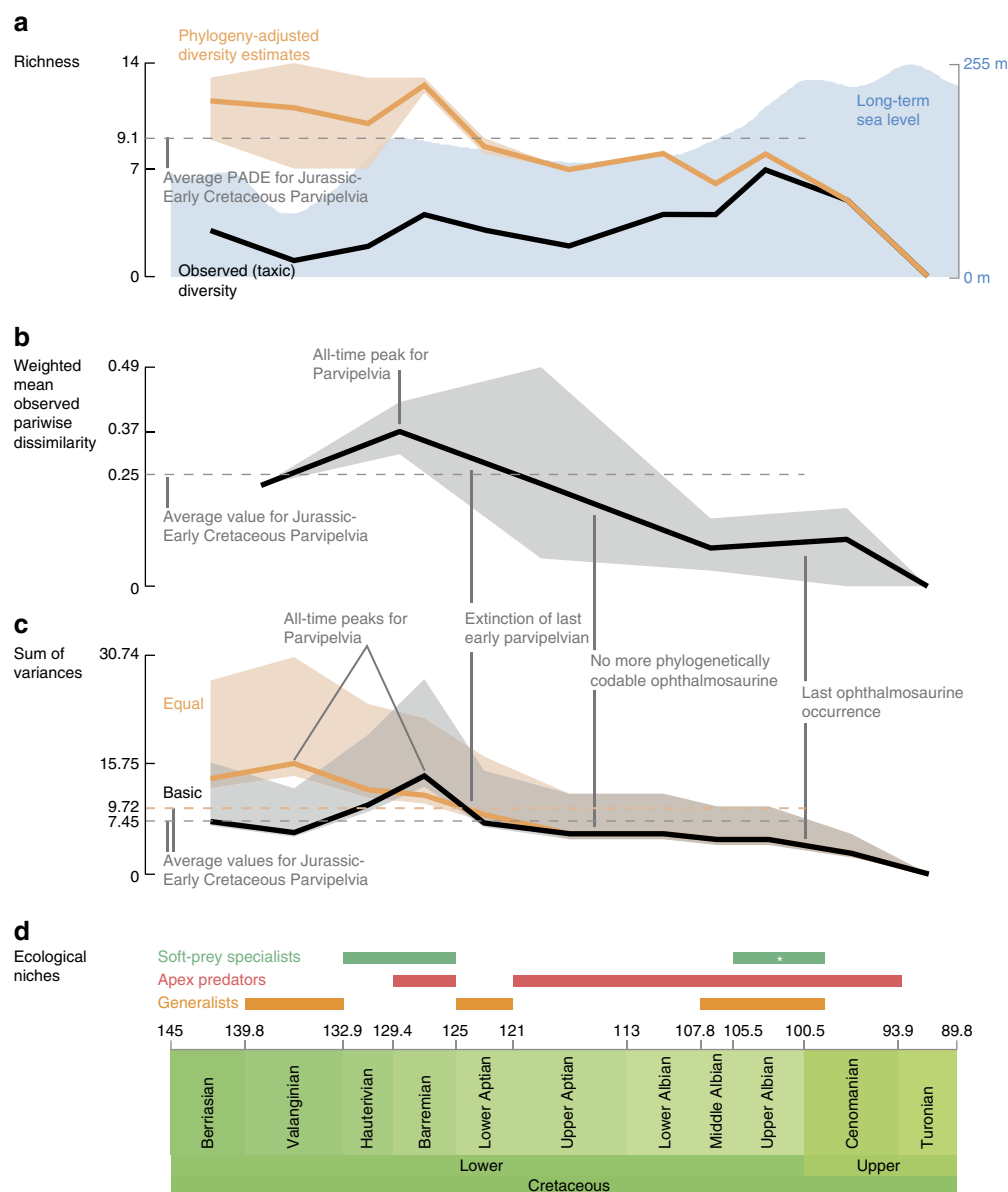 a
Richness
Phylogeny-adjusted
diversity estimates
14
9.1
7
0
255 m
0 m
Long-term
sea level
Average PADE for Jurassic-
Early Cretaceous Parvipelvia
Observed (taxic)
diversity
b
Weighted
mean
observed
pariwise
dissimilarity
0.49
0.37
0.25
0
All-time peak for
Parvipelvia
Average value for Jurassic-
Early Cretaceous Parvipelvia
Extinction of last
early parvipelvian
No more phylogenetically
codable ophthalmosaurine
Last ophthalmosaurine
occurrence
c
Sum of
variances
30.74
15.75
9.72
7.45
0
All-time peaks for
Parvipelvia
Equal
Basic
Average values for Jurassic-
Early Cretaceous Parvipelvia
d
Ecological
niches
Soft-prey specialists
*
Apex predators
Generalists
145 139.8 132.9 129.4 125 121 113 107.8 105.5 100.5 93.9 89.8
Berriasian
Valanginian
Hauterivian
Barremian
Lower Aptian
Upper Aptian
Lower Albian
Middle Albian
Upper Albian
Cenomanian
Turonian
Lower Upper
Cretaceous